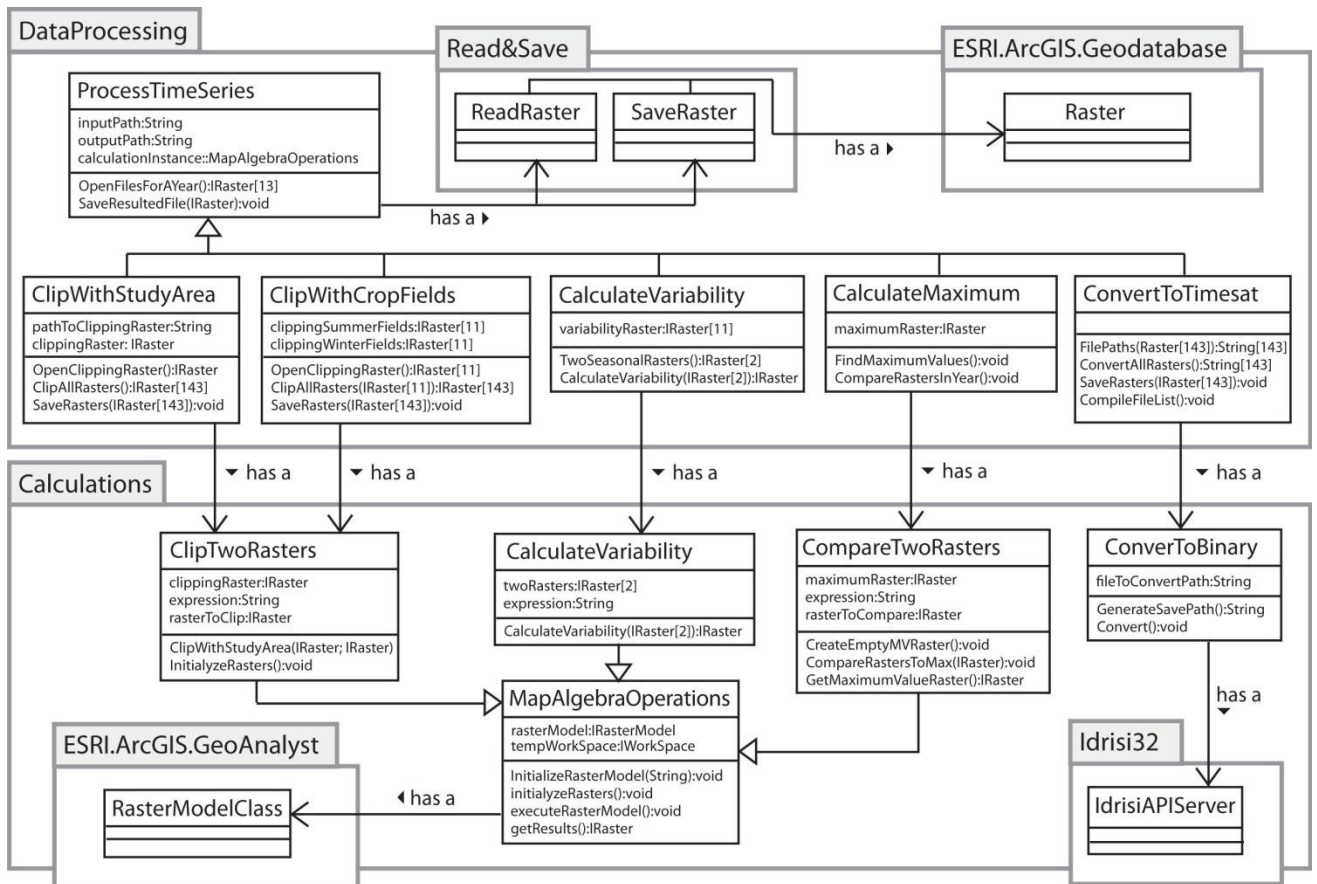 DataProcessing
Read&Save
ESRI.ArcGIS.Geodatabase
ProcessTimeSeries
inputPath:String
outputPath:String
calculationInstance::MapAlgebraOperations
OpenFilesForAYear():IRaster[13]
SaveResultedFile(IRaster):void
ReadRaster
SaveRaster
Raster
has a
has a
ClipWithStudyArea
pathToClippingRaster:String
clippingRaster: IRaster
OpenClippingRaster():IRaster
ClipAllRasters():IRaster[143]
SaveRasters(IRaster[143]):void
ClipWithCropFields
clippingSummerFields:IRaster[11]
clippingWinterFields:IRaster[11]
OpenClippingRaster():IRaster[11]
ClipAllRasters(IRaster[11]):IRaster[143]
SaveRasters(IRaster[143]):void
CalculateVariability
variabilityRaster:IRaster[11]
TwoSeasonalRasters():IRaster[2]
CalculateVariability(IRaster[2]):IRaster
CalculateMaximum
maximumRaster:IRaster
FindMaximumValues():void
CompareRastersInYear():void
ConvertToTimesat
FilePaths(Raster[143]):String[143]
ConvertAllRasters():String[143]
SaveRasters(IRaster[143]):void
CompileFileList():void
has a
has a
has a
has a
has a
Calculations
ClipTwoRasters
clippingRaster:IRaster
expression:String
rasterToClip:IRaster
ClipWithStudyArea(IRaster; IRaster)
InitialyzeRasters():void
CalculateVariability
twoRasters:IRaster[2]
expression:String
CalculateVariability(IRaster[2]):IRaster
CompareTwoRasters
maximumRaster:IRaster
expression:String
rasterToCompare:IRaster
CreateEmptyMVRaster():void
CompareRastersToMax(IRaster):void
GetMaximumValueRaster():IRaster
ConverToBinary
fileToConvertPath:String
GenerateSavePath():String
Convert():void
MapAlgebraOperations
rasterModel:IRasterModel
tempWorkSpace:IWorkSpace
InitializeRasterModel(String):void
initialyzeRasters():void
executeRasterModel():void
getResults():IRaster
has a
ESRI.ArcGIS.GeoAnalyst
RasterModelClass
has a
Idrisi32
IdrisiAPIServer